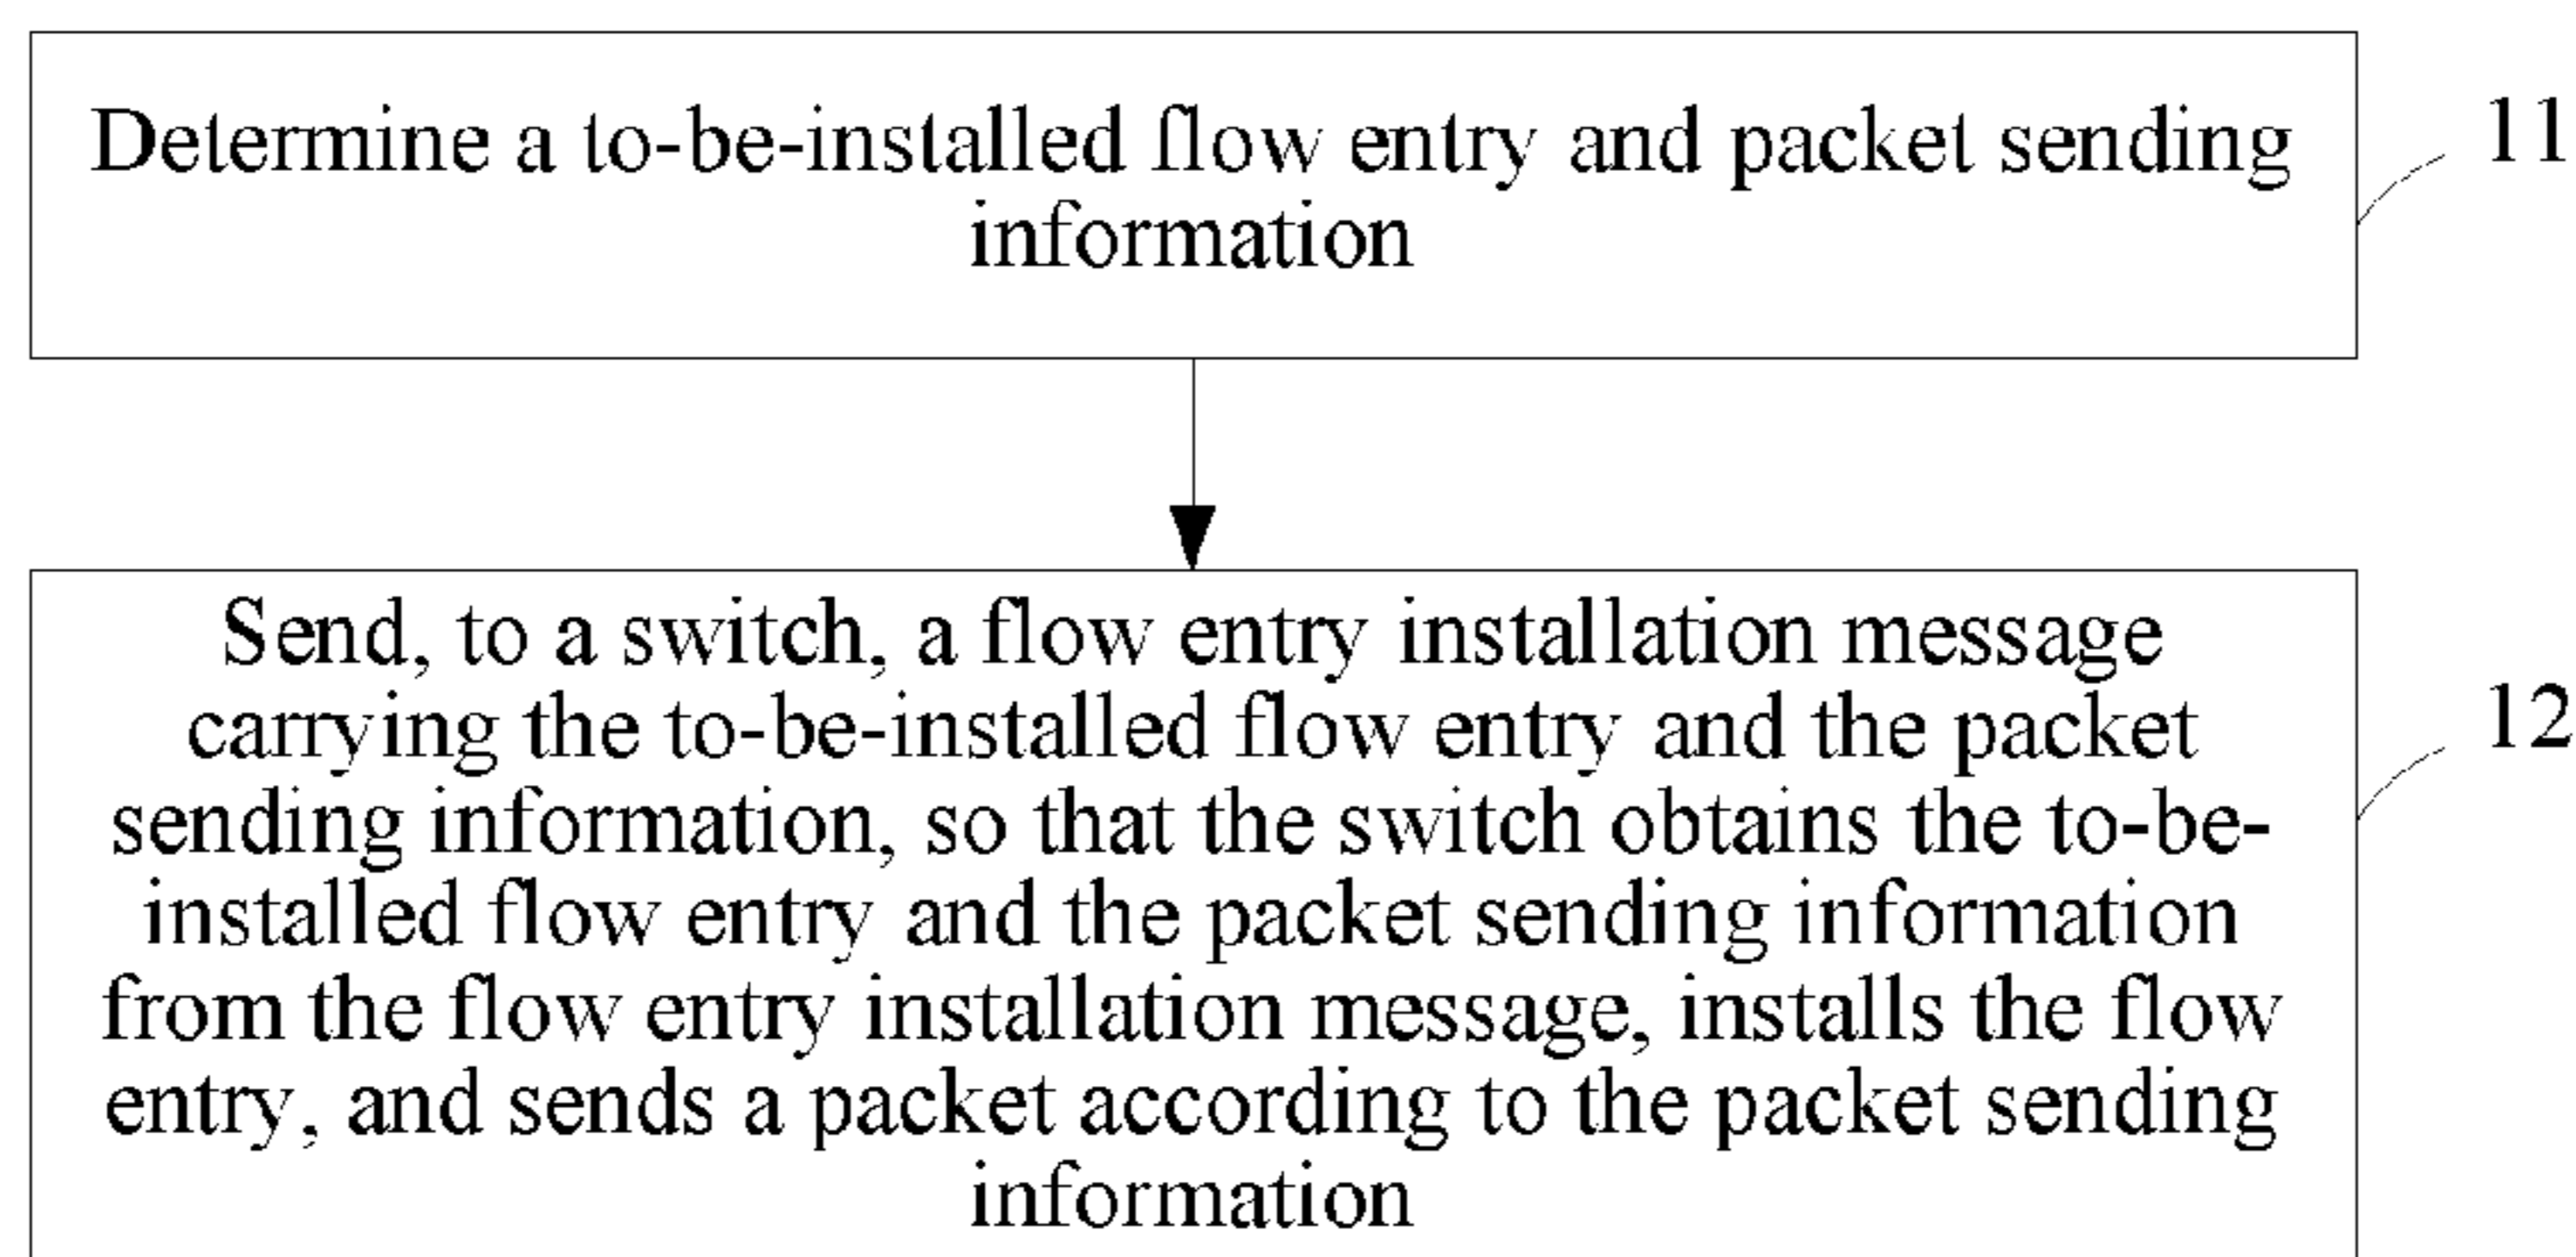 Determine a to-be-installed flow entry and packet sending
information
11
Send, to a switch, a flow entry installation message
carrying the to-be-installed flow entry and the packet
sending information, so that the switch obtains the to-be-
installed flow entry and the packet sending information
from the flow entry installation message, installs the flow
entry, and sends a packet according to the packet sending
information
12